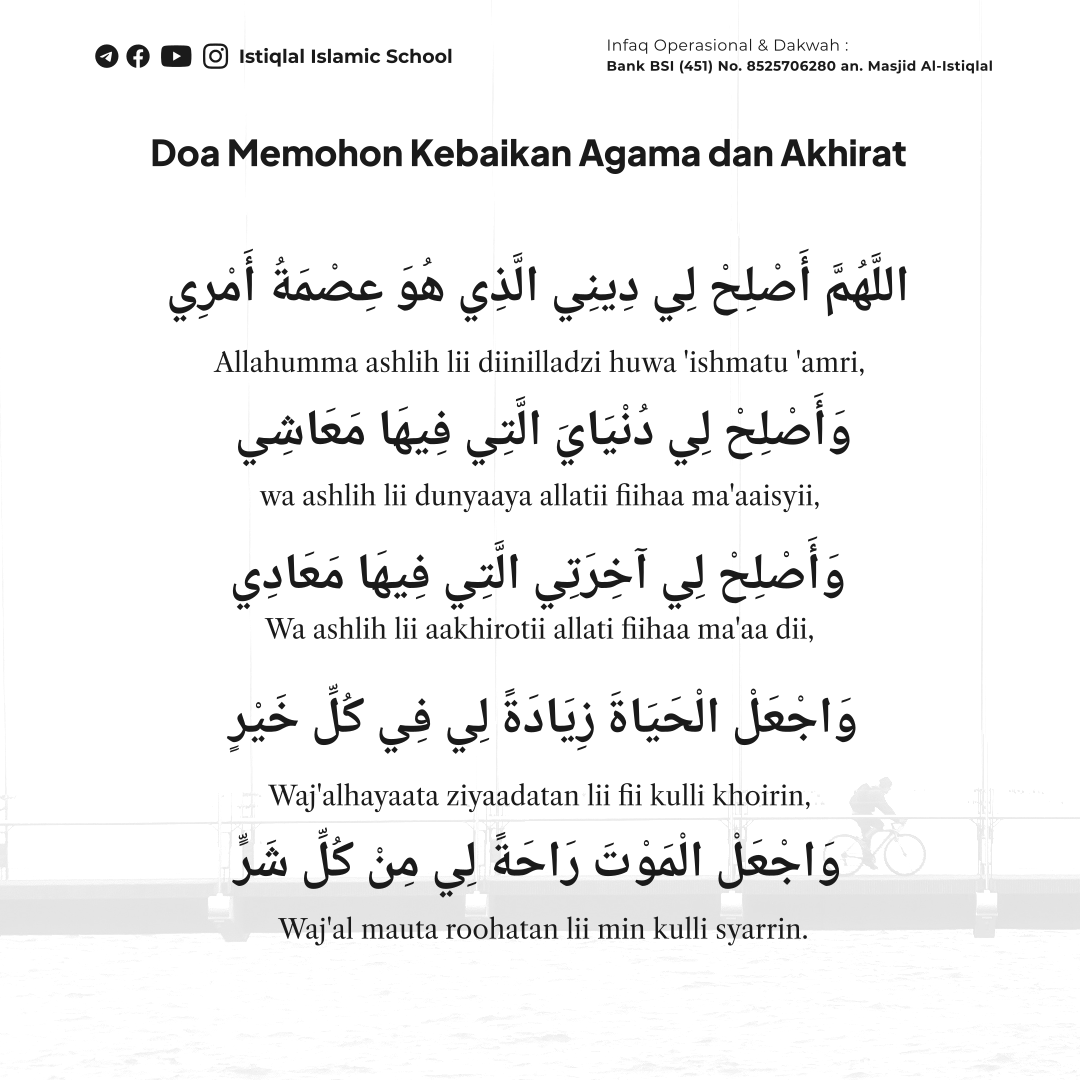 Istiqlal Islamic School
Infaq Operasional & Dakwah :
Bank BSI (451) No. 8525706280 an. Masjid Al-Istiqlal
Doa Memohon Kebaikan Agama dan Akhirat
اللَّهُمَّ أَصْلِحْ لِي دِينِي الَّذِي هُوَ عِصْمَةُ أَمْرِي
Allahumma ashlih lii diinilladzi huwa 'ishmatu 'amri,
وَأَصْلِحْ لِي دُنْيَايَ الَّتِي فِيهَا مَعَاشِي
wa ashlih lii dunyaaya allatii fiihaa ma'aaisyii,
وَأَصْلِحْ لِي آخِرَتِي الَّتِي فِيهَا مَعَادِي
Wa ashlih lii aakhirotii allati fiihaa ma'aa dii,
وَاجْعَلْ الْحَيَاةَ زِيَادَةً لِي فِي كُلِّ خَيْرٍ
Waj'alhayaata ziyaadatan lii fii kulli khoirin,
وَاجْعَلْ الْمَوْتَ رَاحَةً لِي مِنْ كُلِّ شَرٍّ
Waj'al mauta roohatan lii min kulli syarrin.